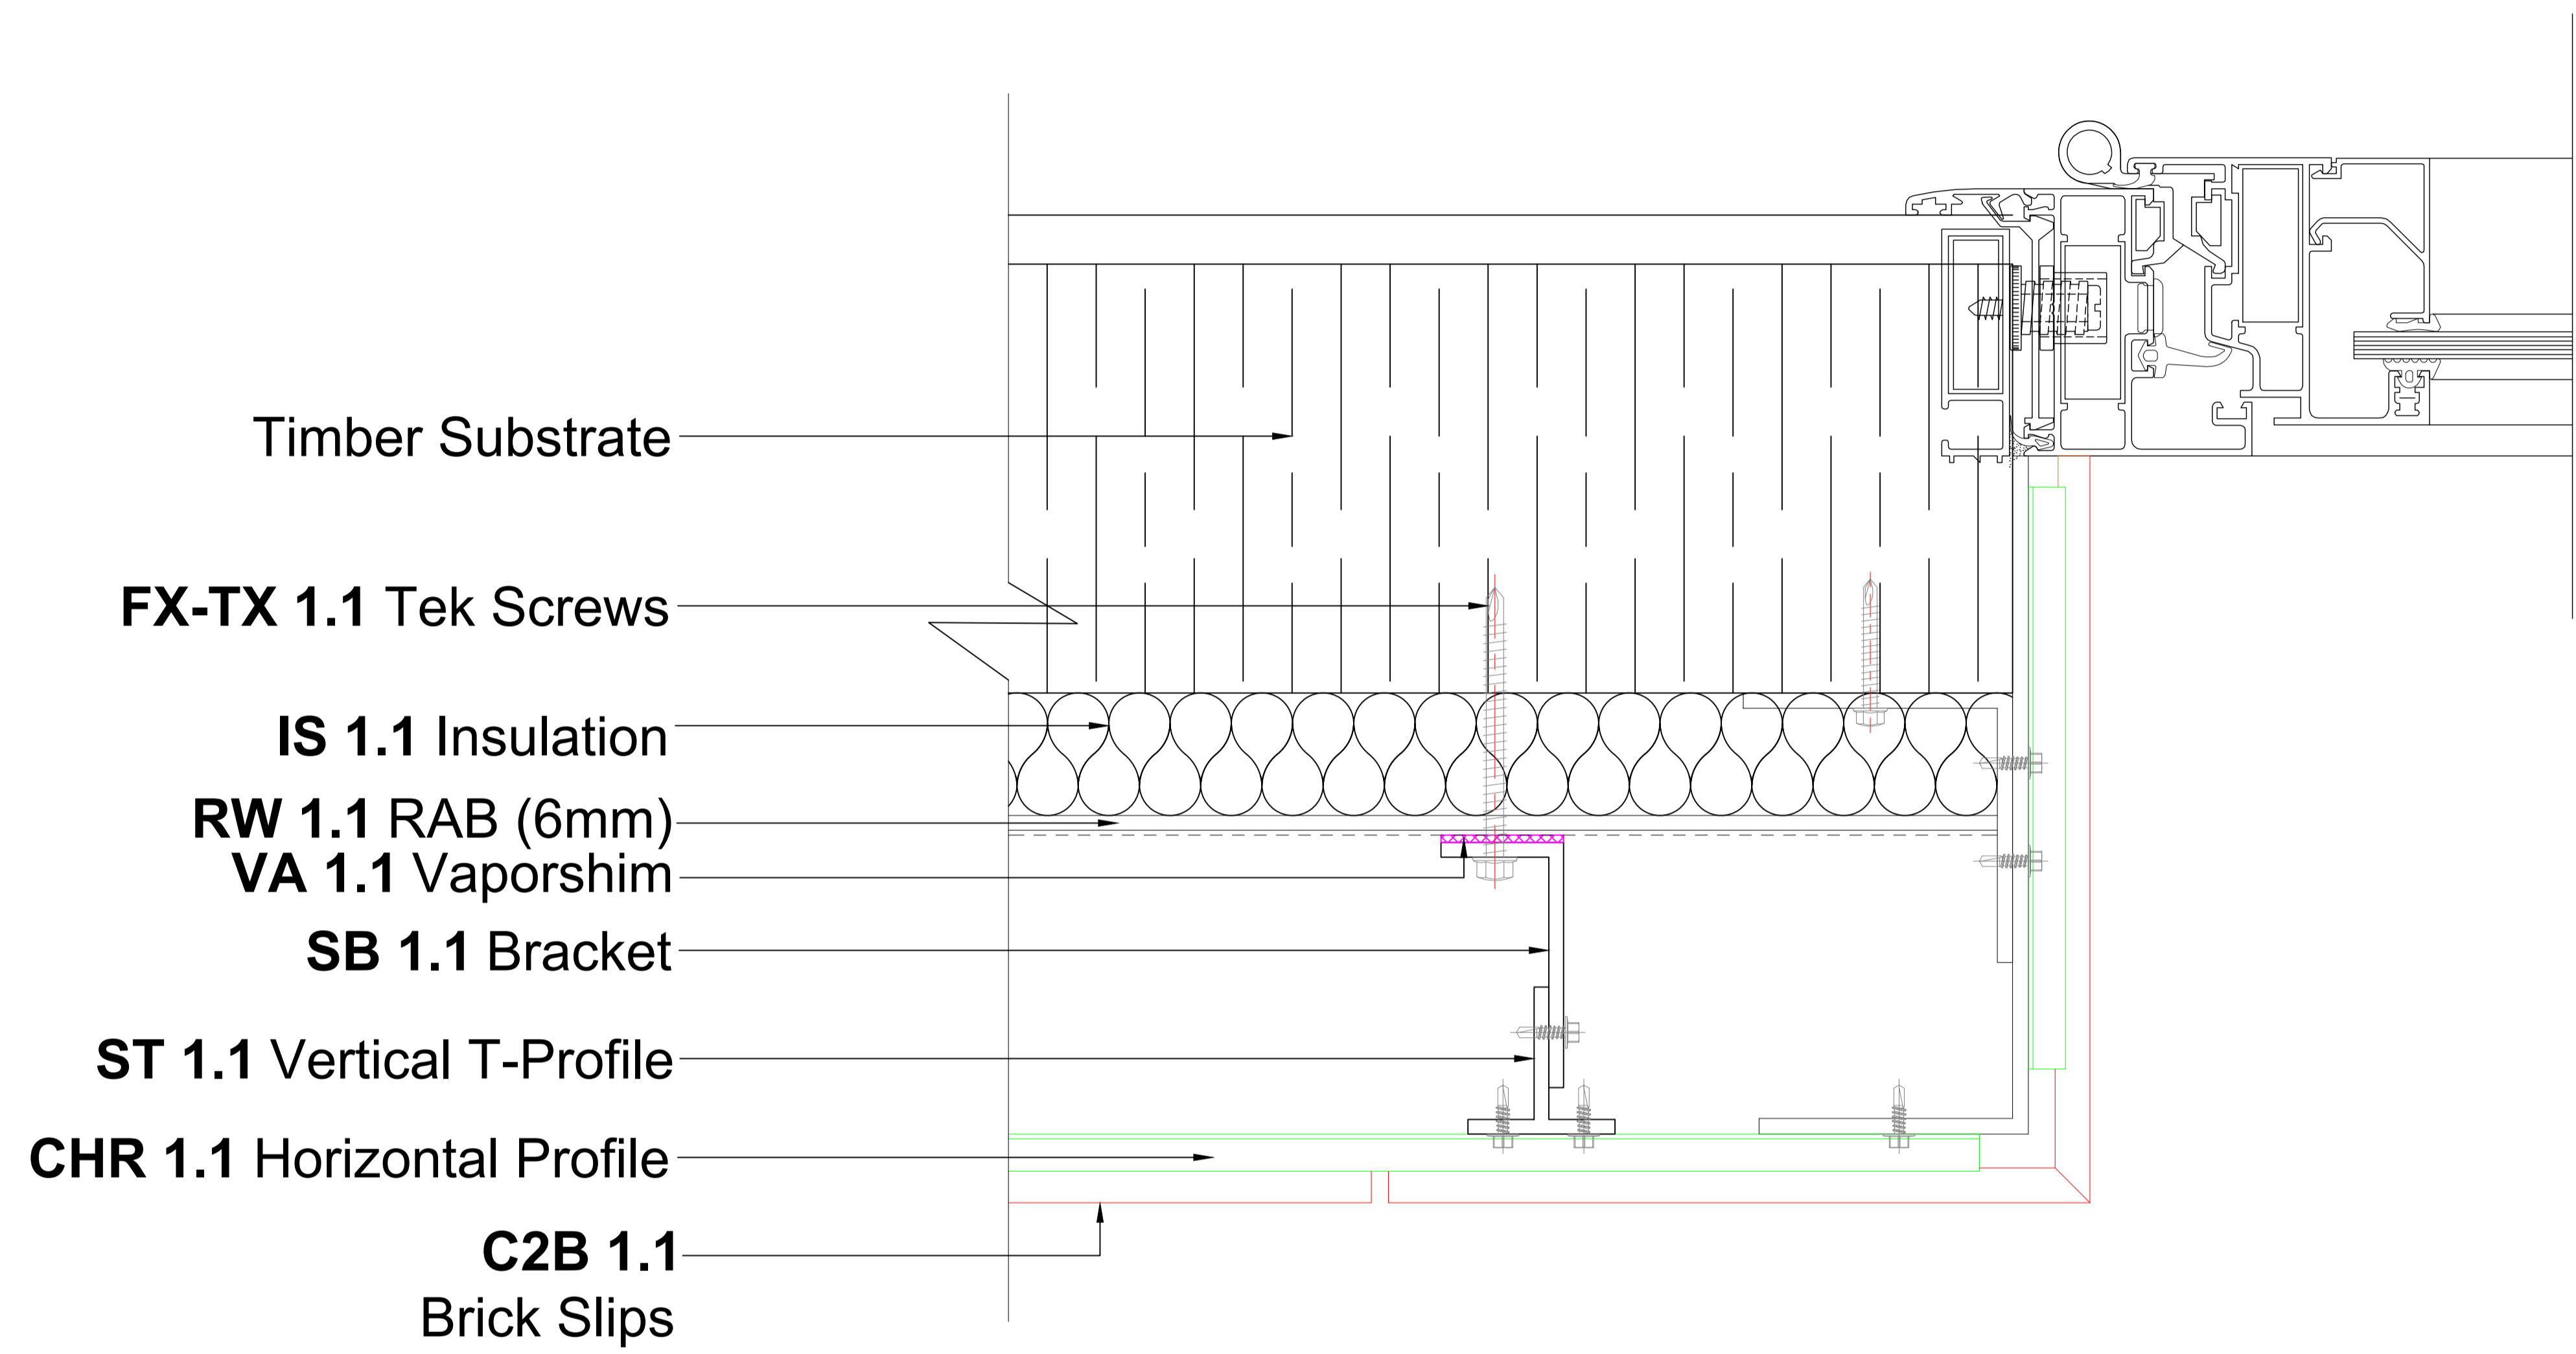 Timber Substrate
FX-TX 1.1 Tek Screws
IS 1.1 Insulation
RW 1.1 RAB (6mm)
VA 1.1 Vaporshim
SB 1.1 Bracket
ST 1.1 Vertical T-Profile
CHR 1.1 Horizontal Profile
C2B 1.1
Brick Slips